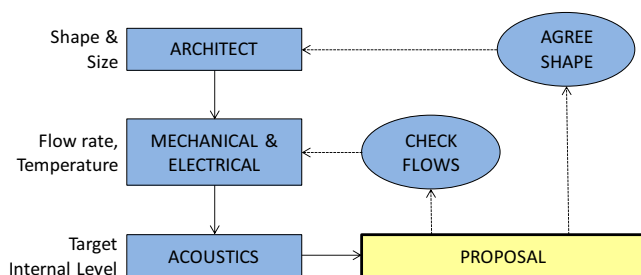 Shape &
Size
ARCHITECT
AGREE
SHAPE
Flow rate,
Temperature
MECHANICAL &
ELECTRICAL
CHECK
FLOWS
Target
Internal Level
ACOUSTICS
PROPOSAL